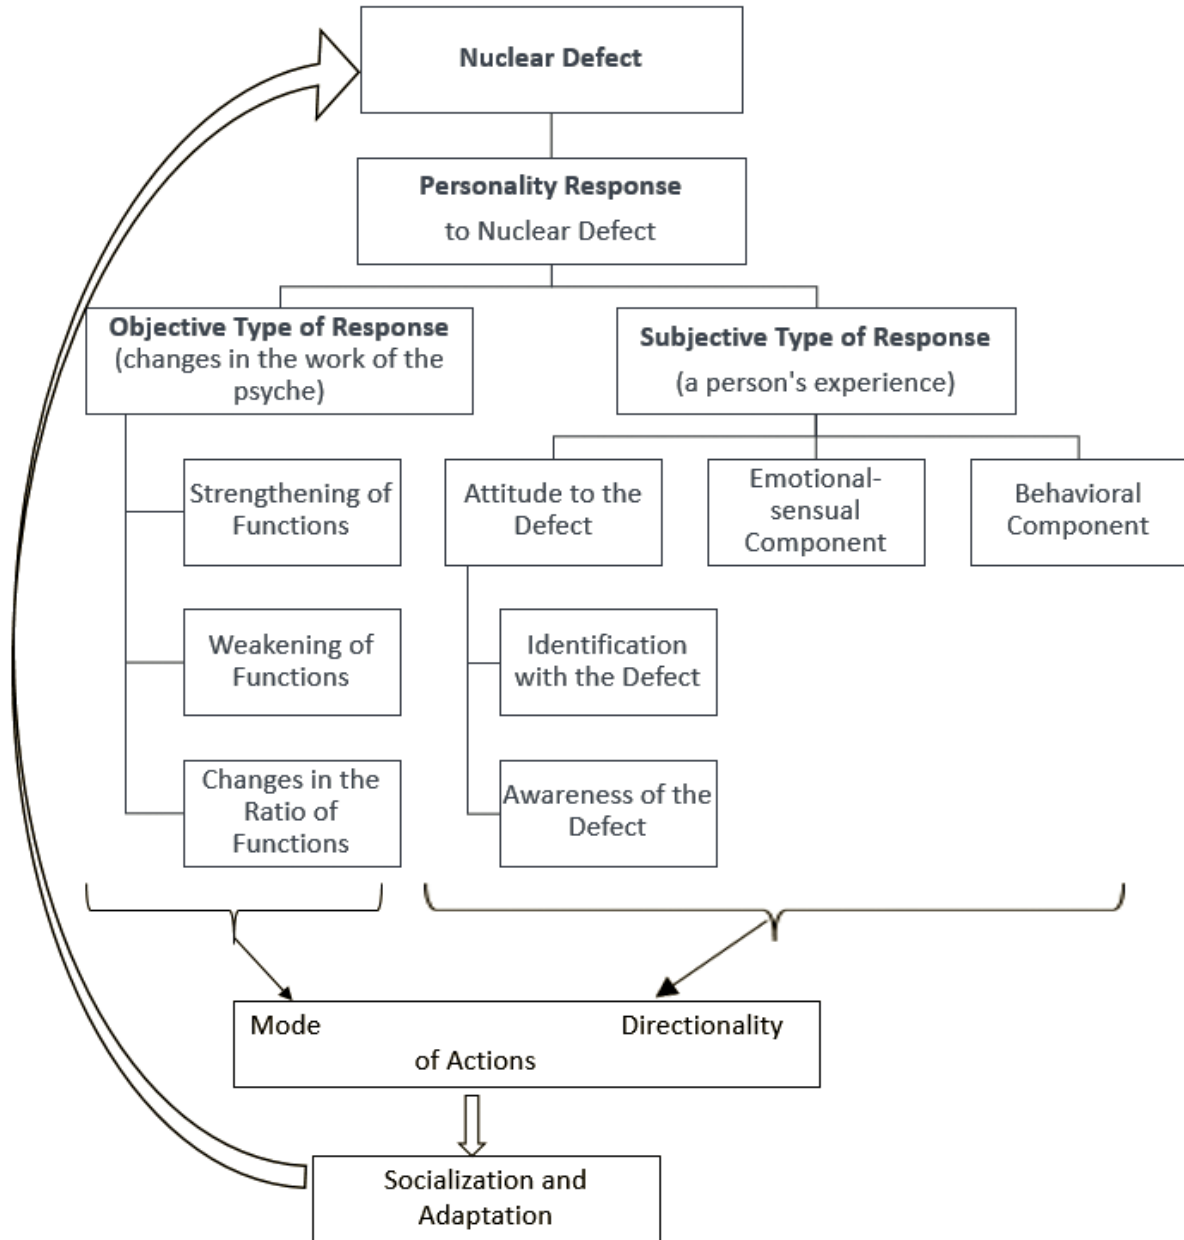 Nuclear Defect
Personality Response
to Nuclear Defect
Objective Type of Response
(changes in the work of the
psyche)
Subjective Type of Response
(a person's experience)
Strengthening of
Functions
Attitude to the
Defect
Emotional-
sensual
Component
Behavioral
Component
Weakening of
Functions
Identification
with the Defect
Changes in the
Ratio of
Functions
Awareness of the
Defect
Mode Directionality
of Actions
Socialization and
Adaptation